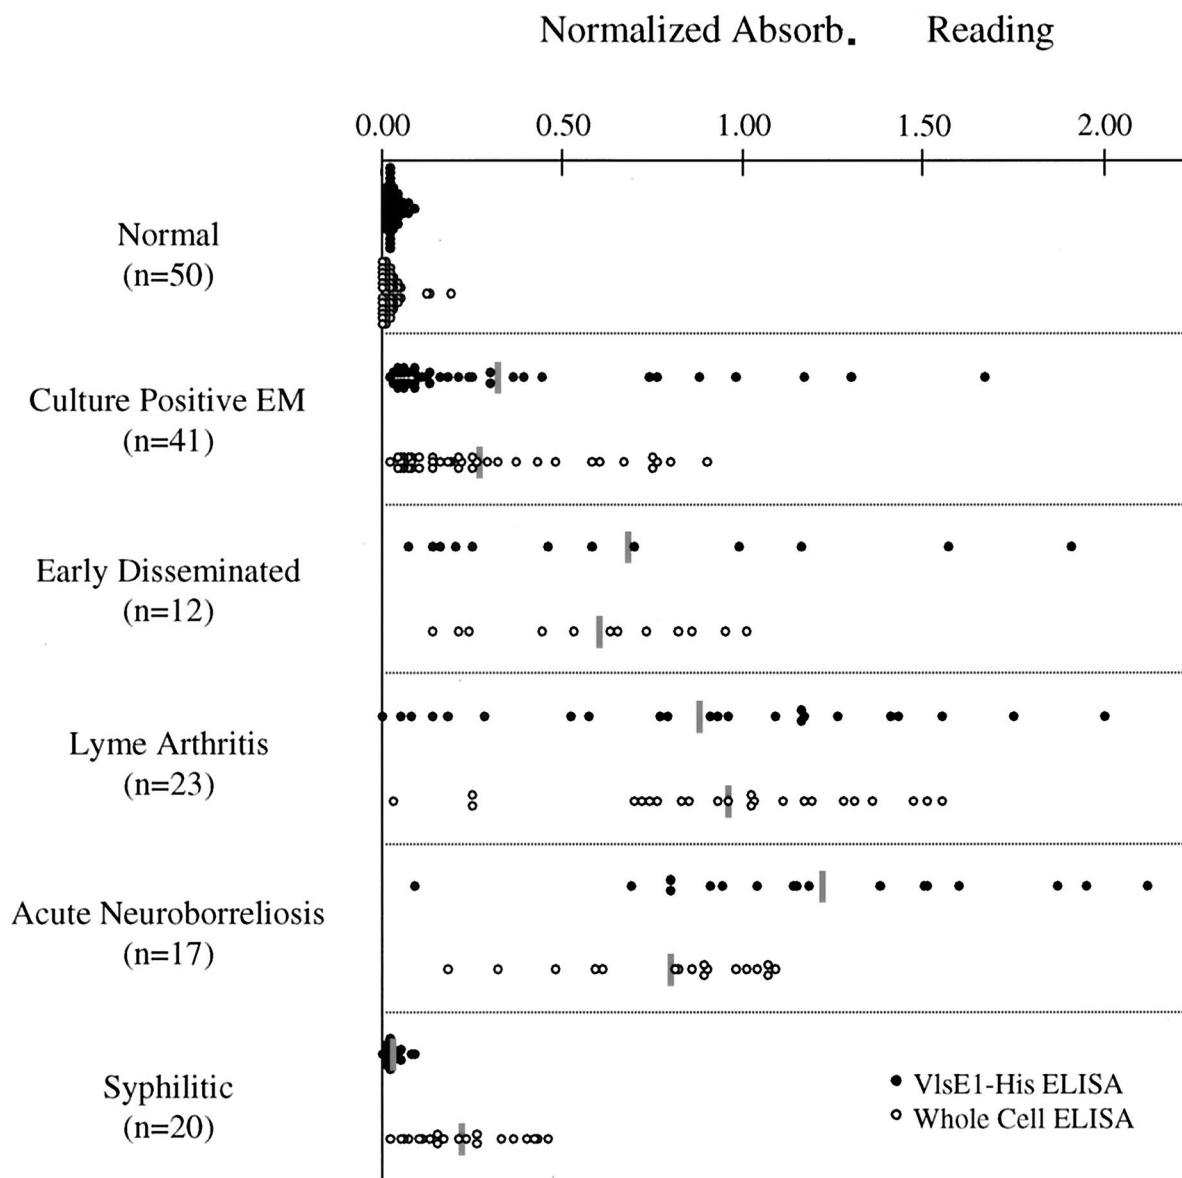 Normalized Absorb. Reading
0.00 0.50 1.00 1.50 2.00
Normal
(n=50)
Culture Positive EM
(n=41)
Early Disseminated
(n=12)
Lyme Arthritis
(n=23)
Acute Neuroborreliosis
(n=17)
Syphilitic
(n=20)
VlsE1-His ELISA
Whole Cell ELISA